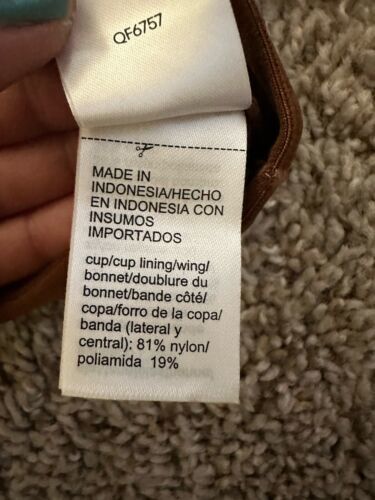 QF6757
MADE IN
INDONESIA/HECHO
EN INDONESIA CON
INSUMOS
IMPORTADOS
cup/cup lining/wing/
bonnet/doublure du
bonnet/bande côté/
copa/forro de la copa/
banda (lateral y
central): 81% nylon/
poliamida 19%